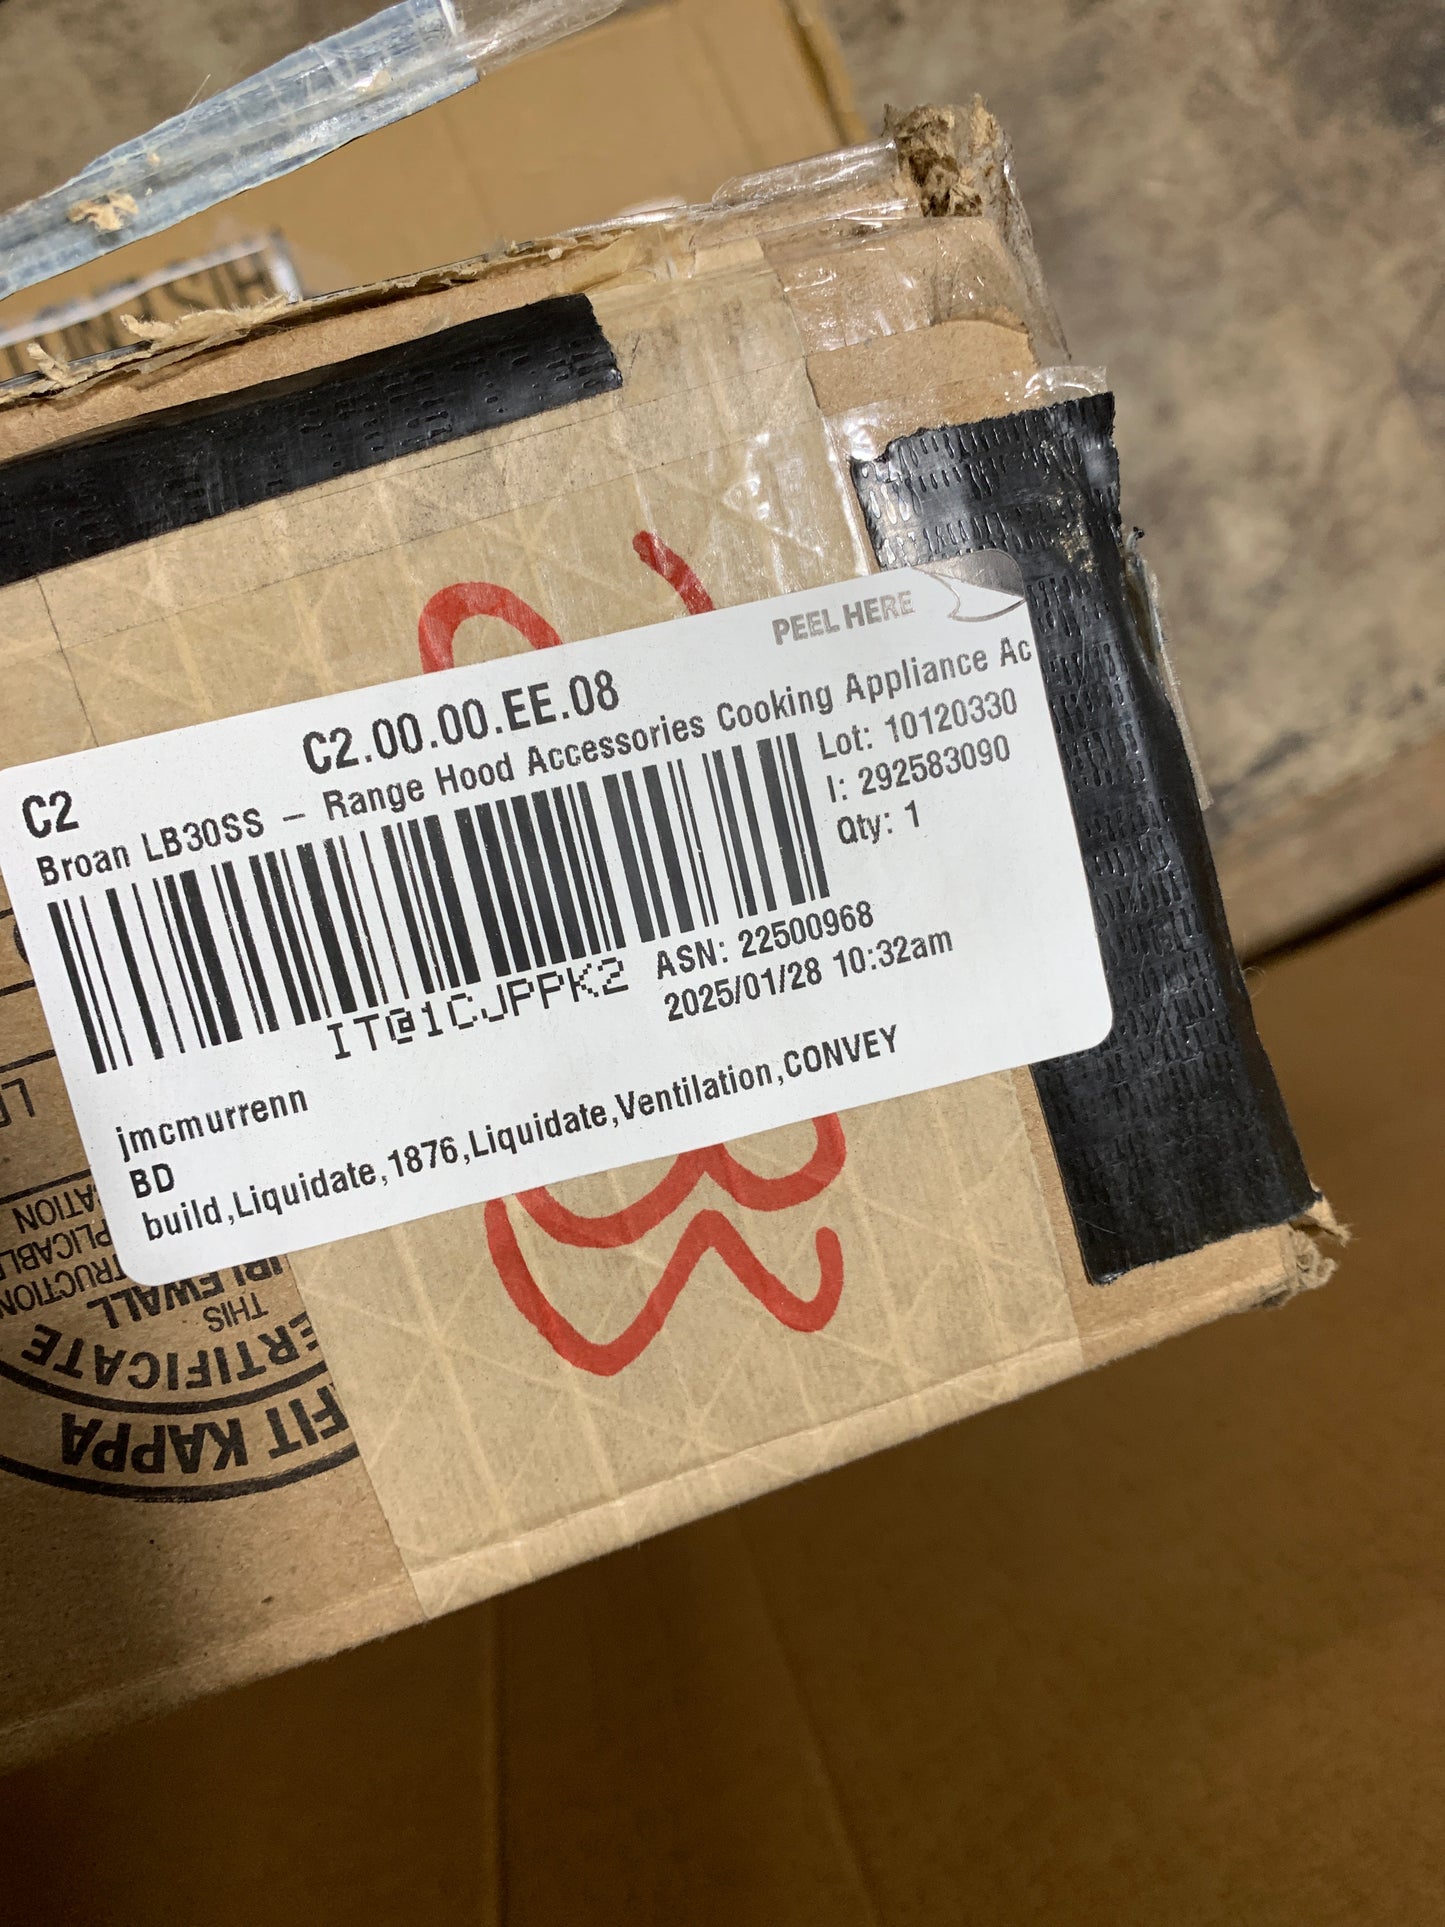 PEEL HERE
C2.00.00.EE.08
C2
Broan LB30SS – Range Hood Accessories Cooking Appliance Ac
Lot: 10120330
I: 292583090
Qty: 1
IT@1CJPPK2
ASN: 22500968
2025/01/28 10:32am
jmcmurrenn
BD
build,Liquidate,1876,Liquidate,Ventilation,CONVEY
FIT KAPPA
ERTIFICATE
THIS
UBLEWALL